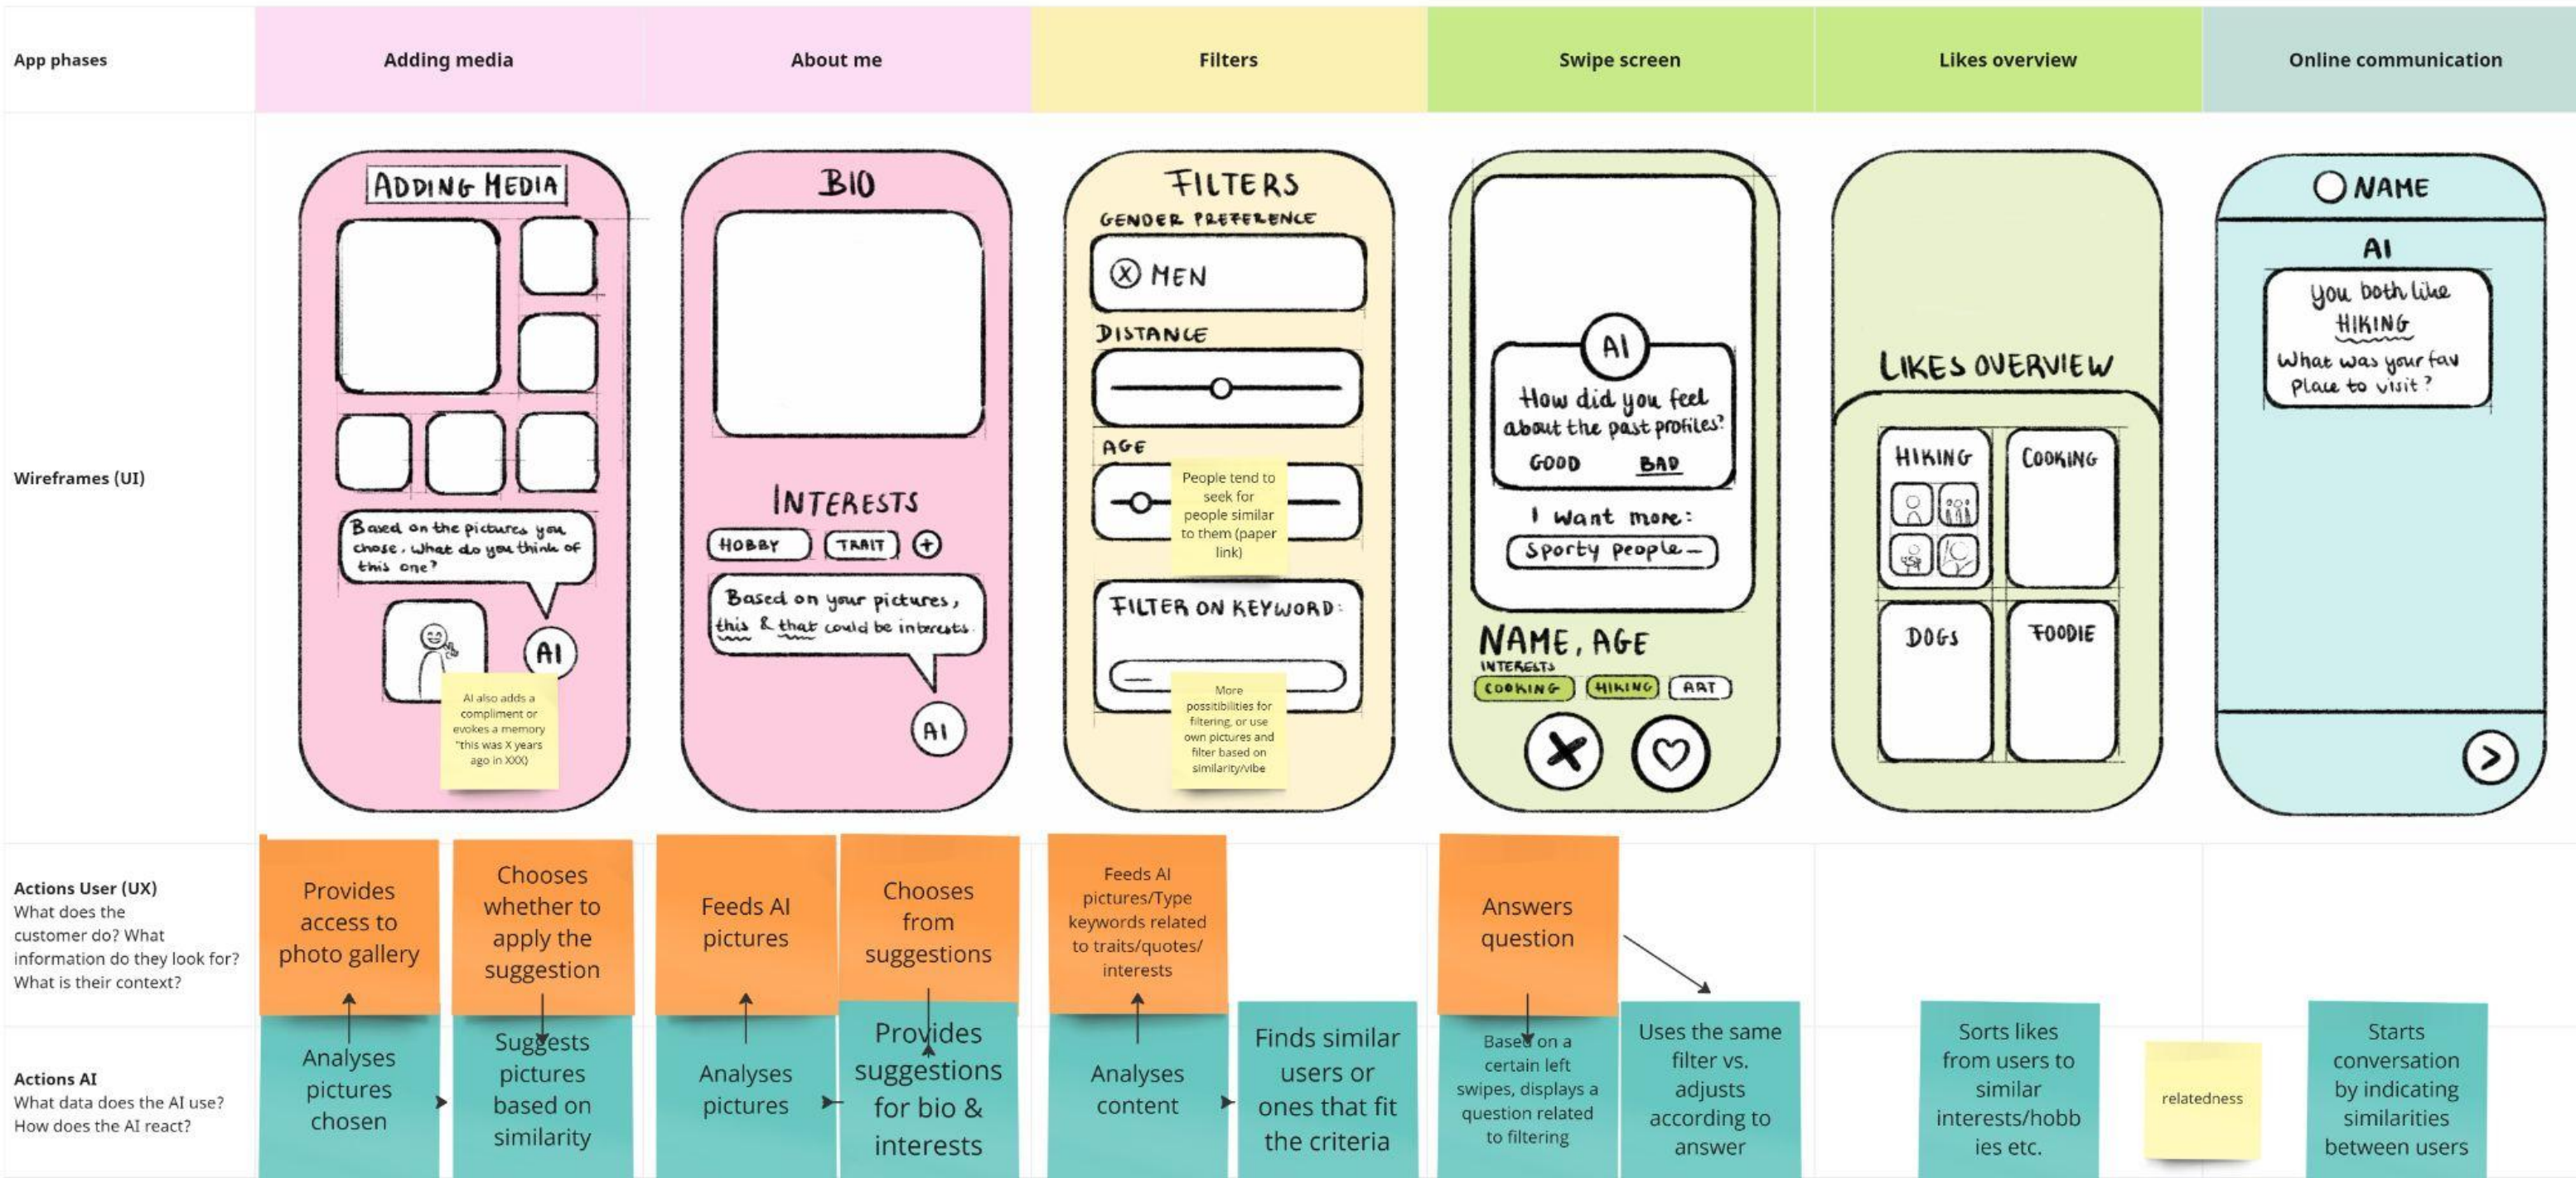 App phases
Adding media
About me
Filters
Swipe screen
Likes overview
Online communication
Wireframes (UI)
ADDING MEDIA
Based on the pictures you
chose, what do you think of
this one?
AI
AI also adds a
compliment or
evokes a memory
"this was X years
ago in XXX)
BIO
INTERESTS
HOBBY
TRAIT
+
Based on your pictures,
this & that could be interests.
AI
FILTERS
GENDER PREFERENCE
X MEN
DISTANCE
AGE
People tend to
seek for
people similar
to them (paper
link)
FILTER ON KEYWORD:
More
possitibilities for
filtering, or use
own pictures and
filter based on
similarity/vibe
AI
How did you feel
about the past profiles?
GOOD BAD
I want more:
Sporty people
NAME, AGE
INTERESTS
COOKING HIKING ART
LIKES OVERVIEW
HIKING
COOKING
DOGS
FOODIE
NAME
AI
You both like
HIKING
What was your fav
place to visit?
Actions User (UX)
What does the
customer do? What
information do they look for?
What is their context?
Provides
access to
photo gallery
Chooses
whether to
apply the
suggestion
Feeds AI
pictures
Chooses
from
suggestions
Feeds AI
pictures/Type
keywords related
to traits/quotes/
interests
Answers
question
Actions AI
What data does the AI use?
How does the AI react?
Analyses
pictures
chosen
Suggests
pictures
based on
similarity
Analyses
pictures
Provides
suggestions
for bio &
interests
Analyses
content
Finds similar
users or
ones that fit
the criteria
Based on a
certain left
swipes, displays a
question related
to filtering
Uses the same
filter vs.
adjusts
according to
answer
Sorts likes
from users to
similar
interests/hobb
ies etc.
relatedness
Starts
conversation
by indicating
similarities
between users